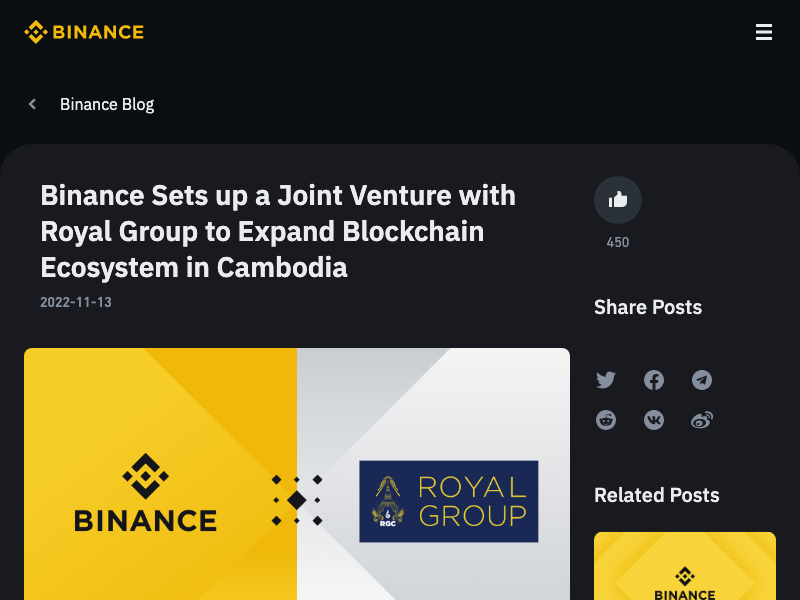 BINANCE
Binance Blog
Binance Sets up a Joint Venture with
Royal Group to Expand Blockchain
Ecosystem in Cambodia
2022-11-13
450
Share Posts
BINANCE
RGC
ROYAL
GROUP
Related Posts
BINANCE